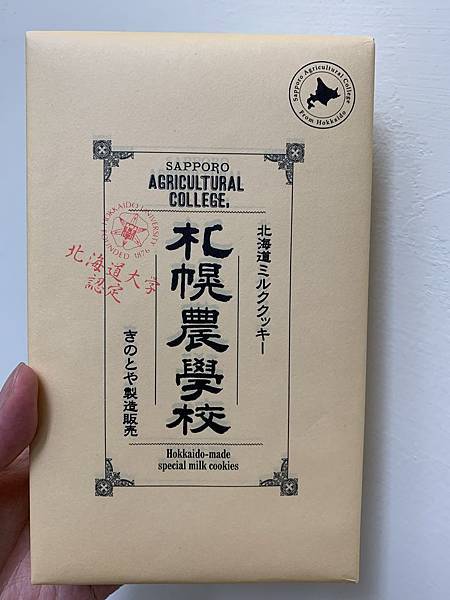 Sapporo Agricultural College
From Hokkaido
SAPPORO
AGRICULTURAL
COLLEGE,
HOKKAIDO UNIVERSITY
FOUNDED 1876
北海道大学
認定
北海道ミルククッキー
札幌農學校
きのとや製造販売
Hokkaido-made
special milk cookies